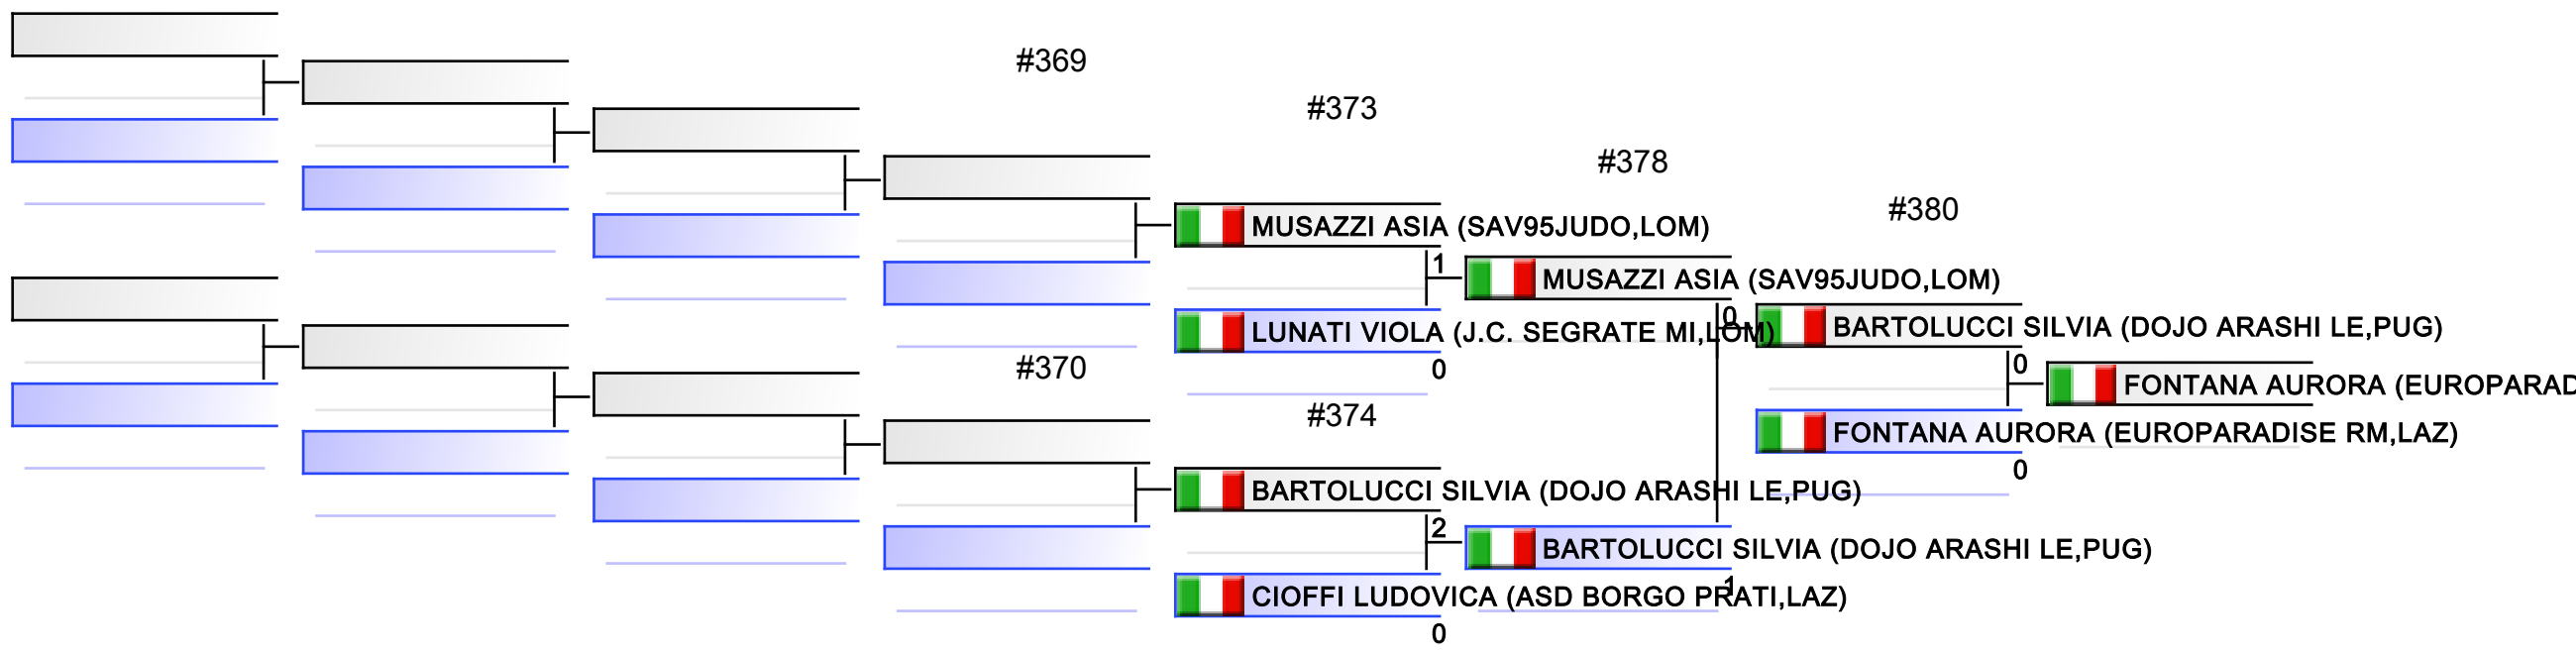 #369
#373
#378
#380
MUSAZZI ASIA (SAV95JUDO,LOM)
1
MUSAZZI ASIA (SAV95JUDO,LOM)
0
LUNATI VIOLA (J.C. SEGRATE MI,LOM)
0
BARTOLUCCI SILVIA (DOJO ARASHI LE,PUG)
0
FONTANA AURORA (EUROPARAD
FONTANA AURORA (EUROPARADISE RM,LAZ)
0
#370
#374
BARTOLUCCI SILVIA (DOJO ARASHI LE,PUG)
2
BARTOLUCCI SILVIA (DOJO ARASHI LE,PUG)
1
CIOFFI LUDOVICA (ASD BORGO PRATI,LAZ)
0